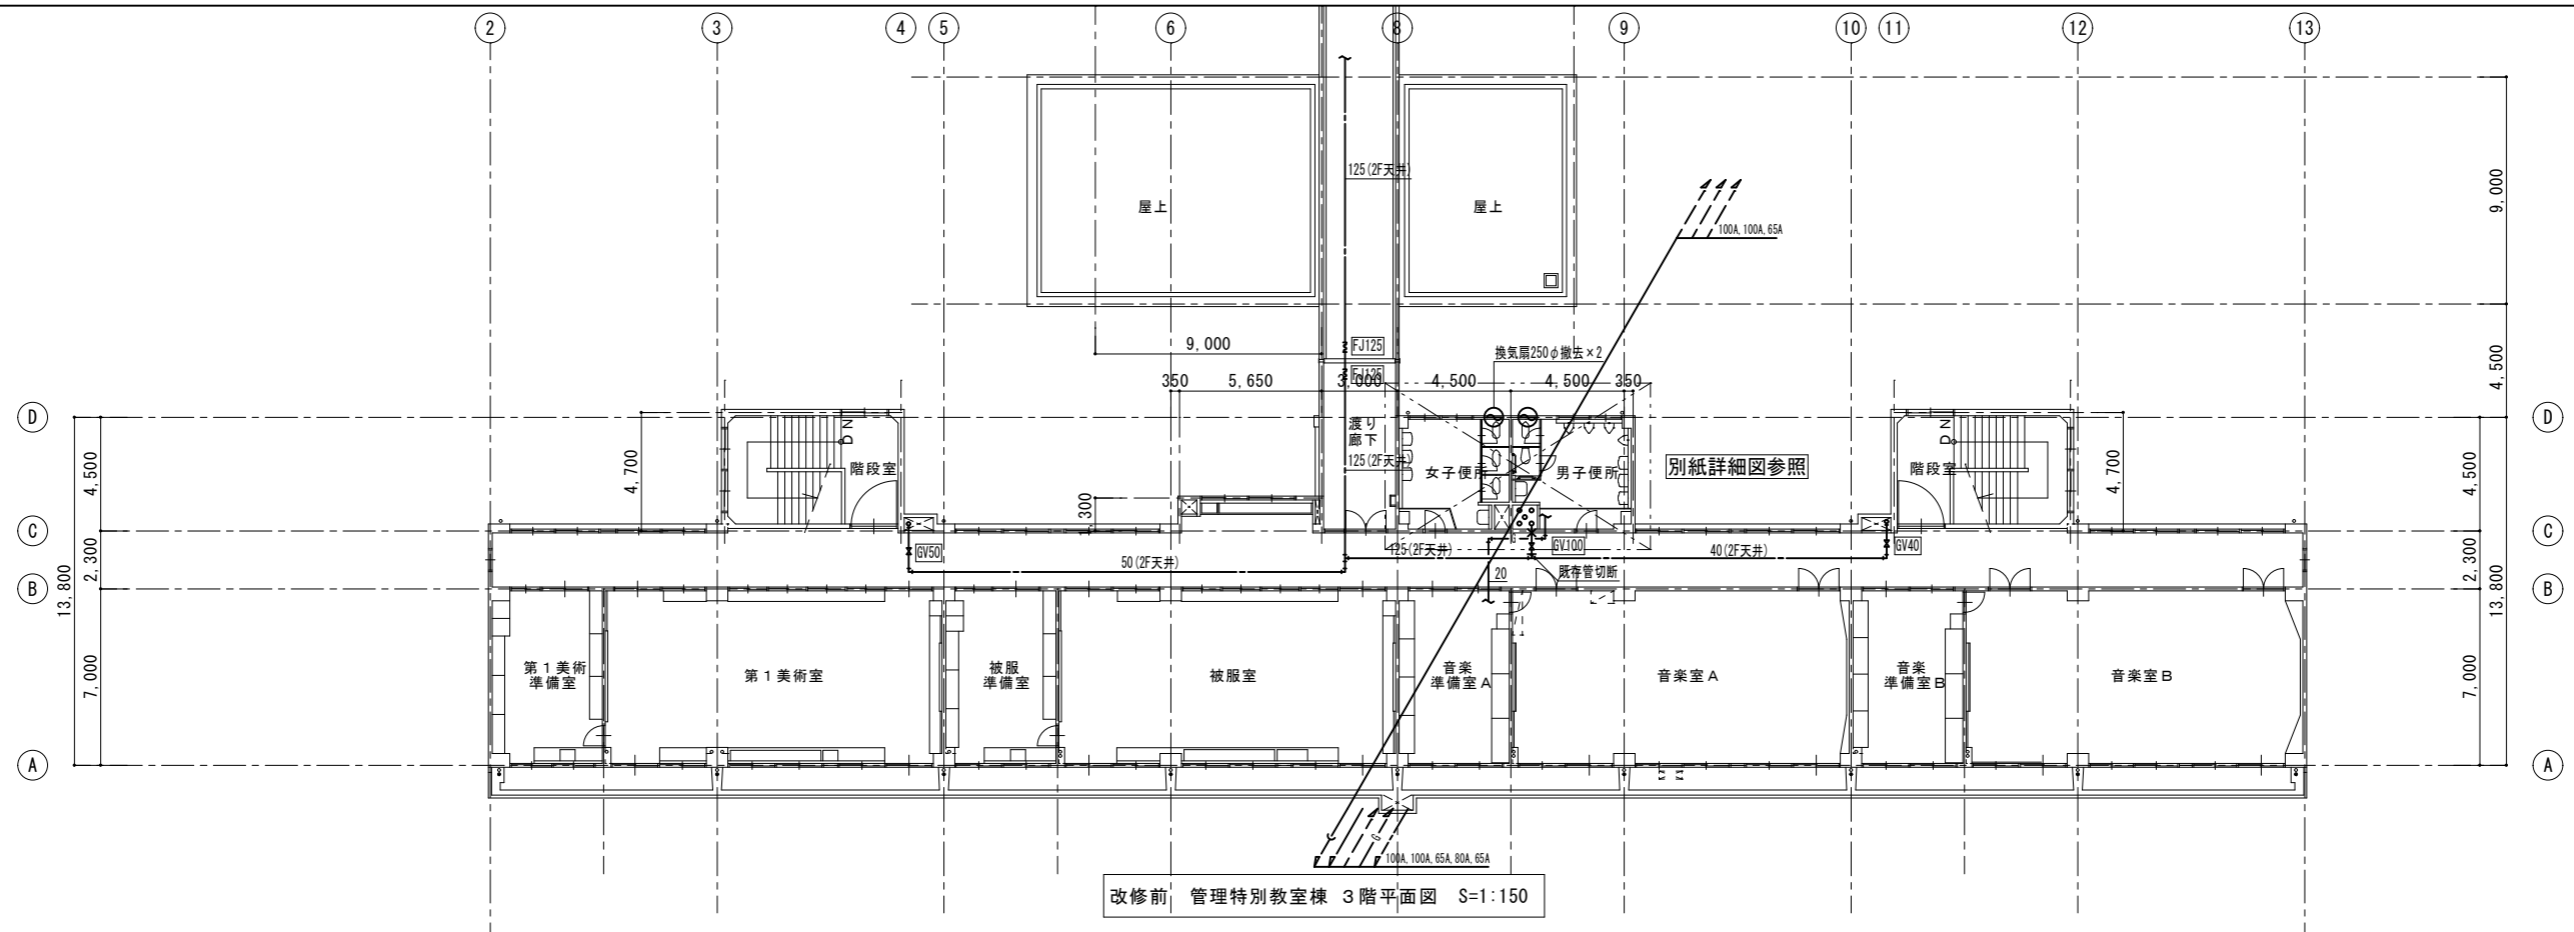 2 3 4 5 6 8 9 10 11 12 13
125(2F天井)
屋上
屋上
100A,100A,65A
9,000
9,000
FJ125
FJ125
換気扇250φ撤去×2
350 5,650 3,000 4,500 4,500 350
4,500
D
D
13,800
4,500
2,300
7,000
4,700
DN
階段室
300
渡り
廊下
125(2F天井)
女子便所
男子便所
別紙詳細図参照
DN
階段室
4,700
4,500
2,300
7,000
13,800
C
C
GV50
50(2F天井)
125(2F天井)
GV100
40(2F天井)
GV40
20
既存管切断
B
B
第1美術
準備室
第1美術室
被服
準備室
被服室
音楽
準備室A
音楽室A
音楽
準備室B
音楽室B
A
A
G
100A,100A,65A,80A,65A
改修前 管理特別教室棟 3階平面図 S=1:150